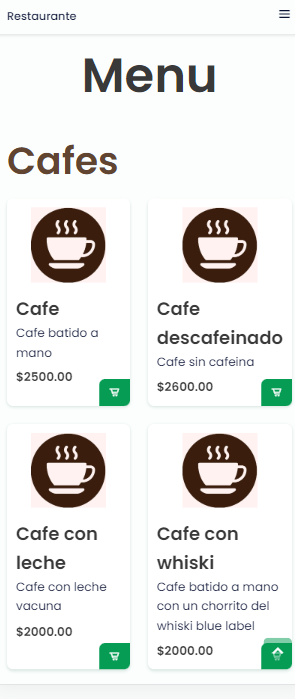 Restaurante
Menu
Cafes
Cafe
Cafe batido a
mano
$2500.00
Cafe
descafeinado
Cafe sin cafeina
$2600.00
Cafe con
leche
Cafe con leche
vacuna
$2000.00
Cafe con
whiski
Cafe batido a mano
con un chorrito del
whiski blue label
$2000.00